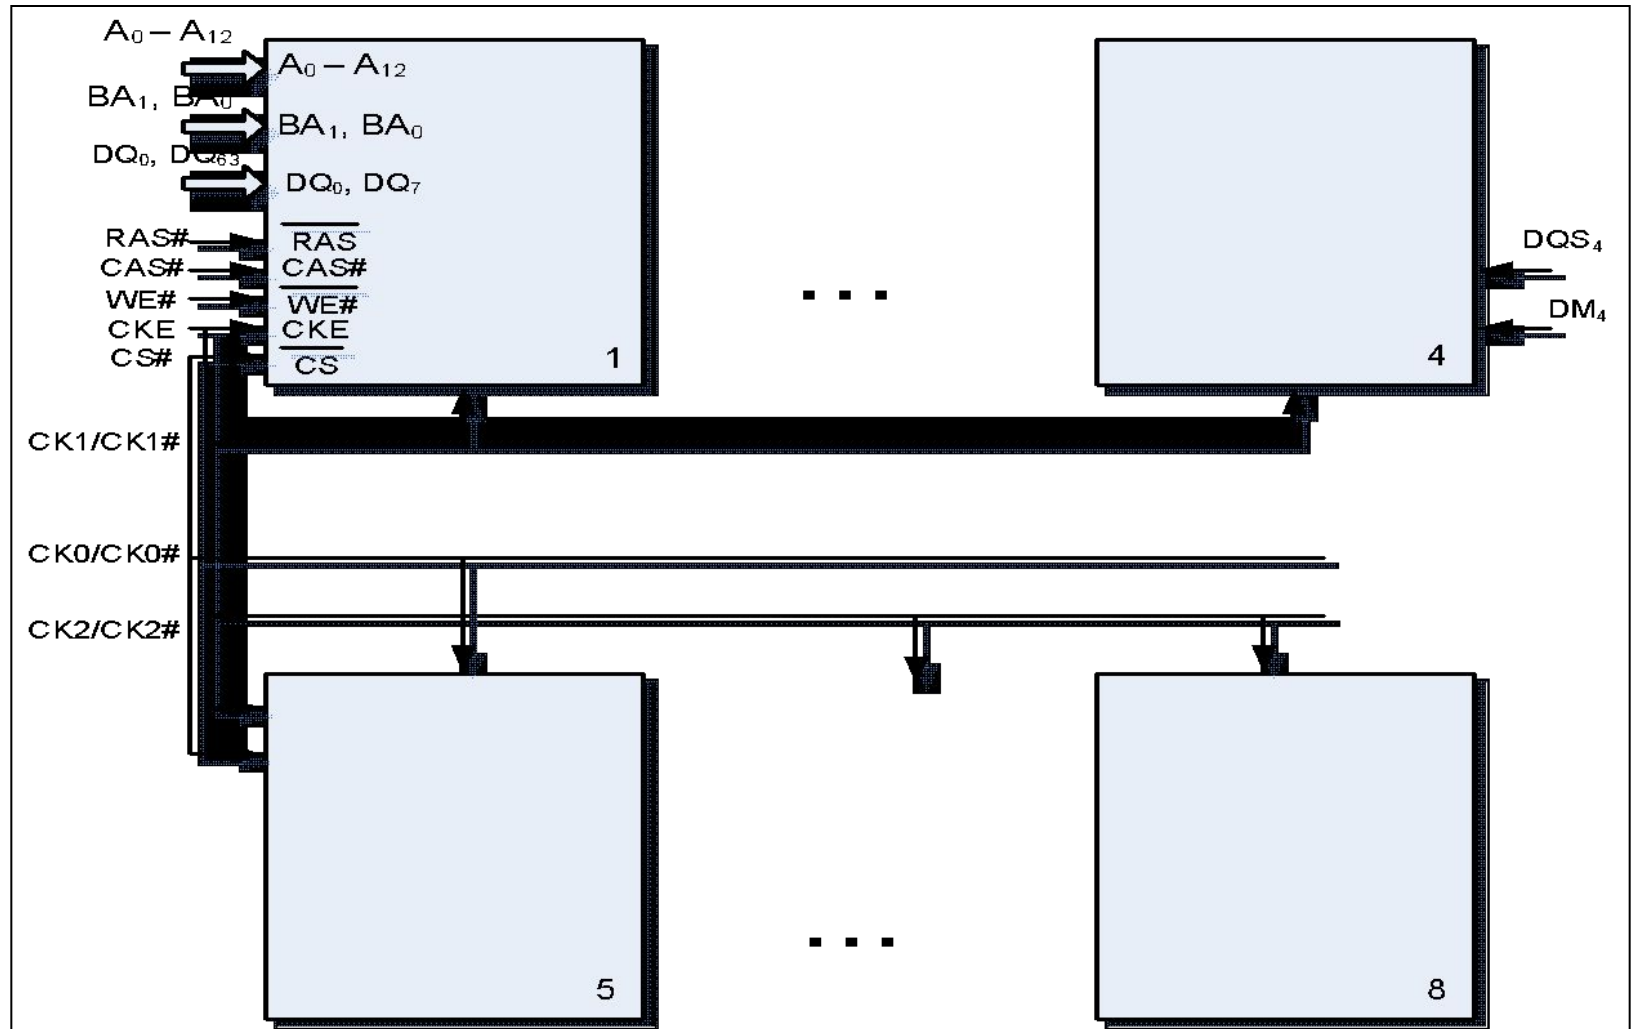 A₀ – A₁₂
A₀ – A₁₂
BA₁, BA₀
BA₁, BA₀
DQ₀, DQ₆₃
DQ₀, DQ₇
RAS#
RAS
CAS#
CAS#
WE#
WE#
CKE
CKE
CS#
CS
1
. . .
DQS₄
DM₄
4
CK1/CK1#
CK0/CK0#
CK2/CK2#
5
. . .
8